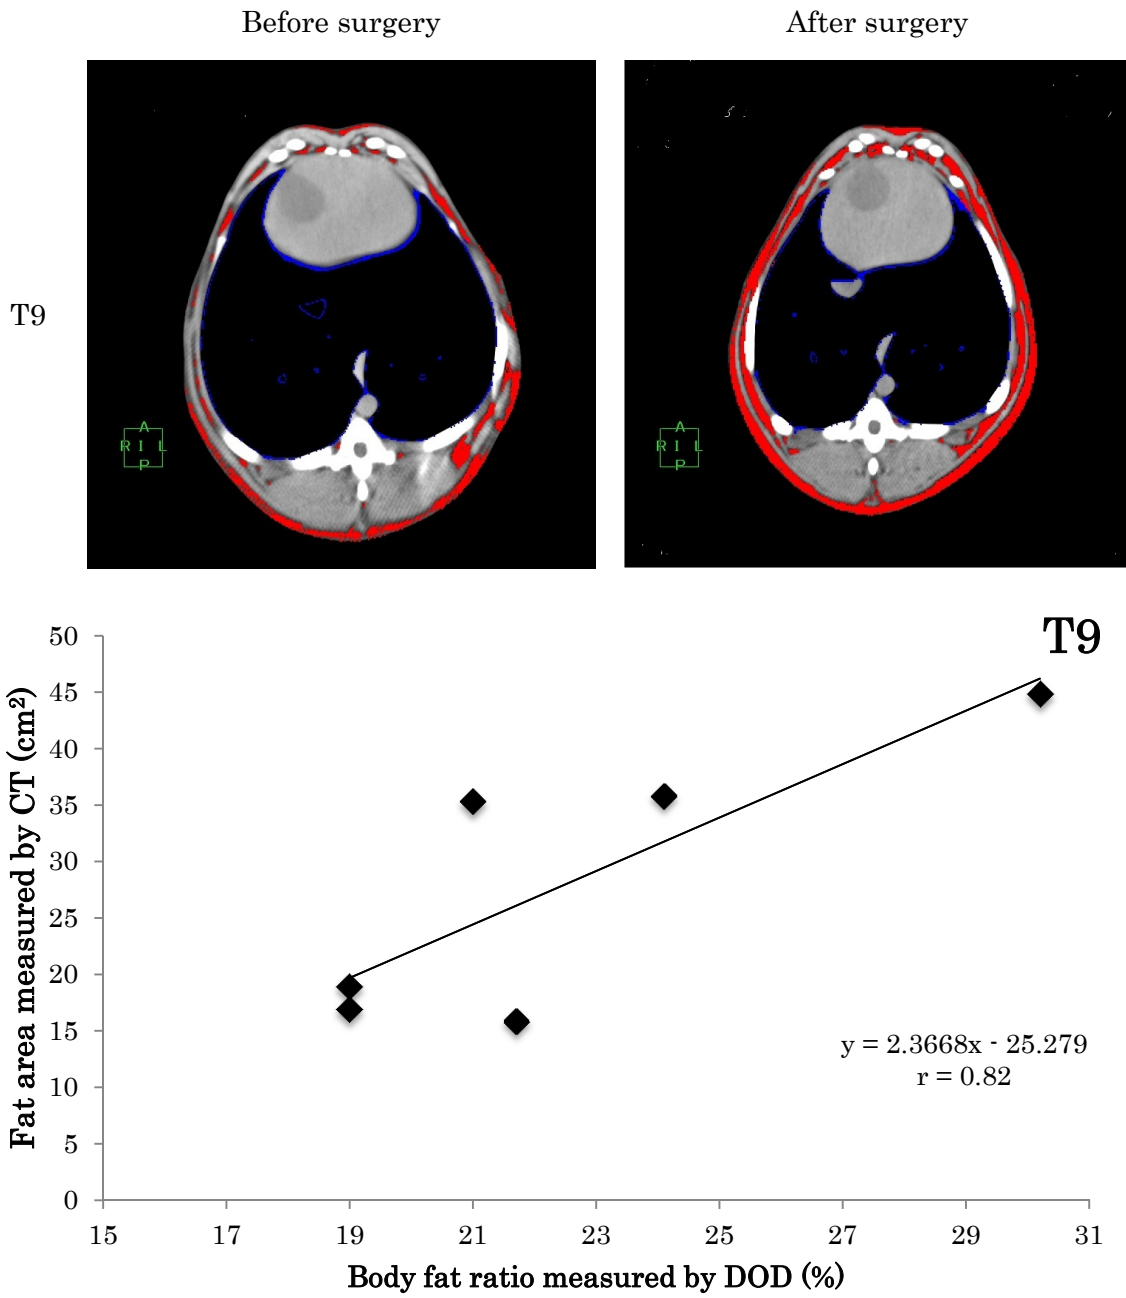 Before surgery
After surgery
T9
A
R I L
P
A
R I L
P
T9
50
45
40
35
30
25
20
15
10
5
0
Fat area measured by CT (cm²)
y = 2.3668x - 25.279
r = 0.82
15 17 19 21 23 25 27 29 31
Body fat ratio measured by DOD (%)